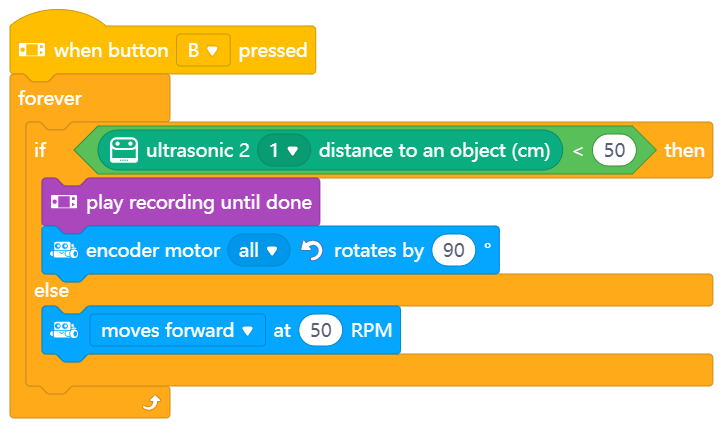 when button B pressed
forever
if ultrasonic 2 1 distance to an object (cm) < 50 then
play recording until done
encoder motor all rotates by 90 °
else
moves forward at 50 RPM